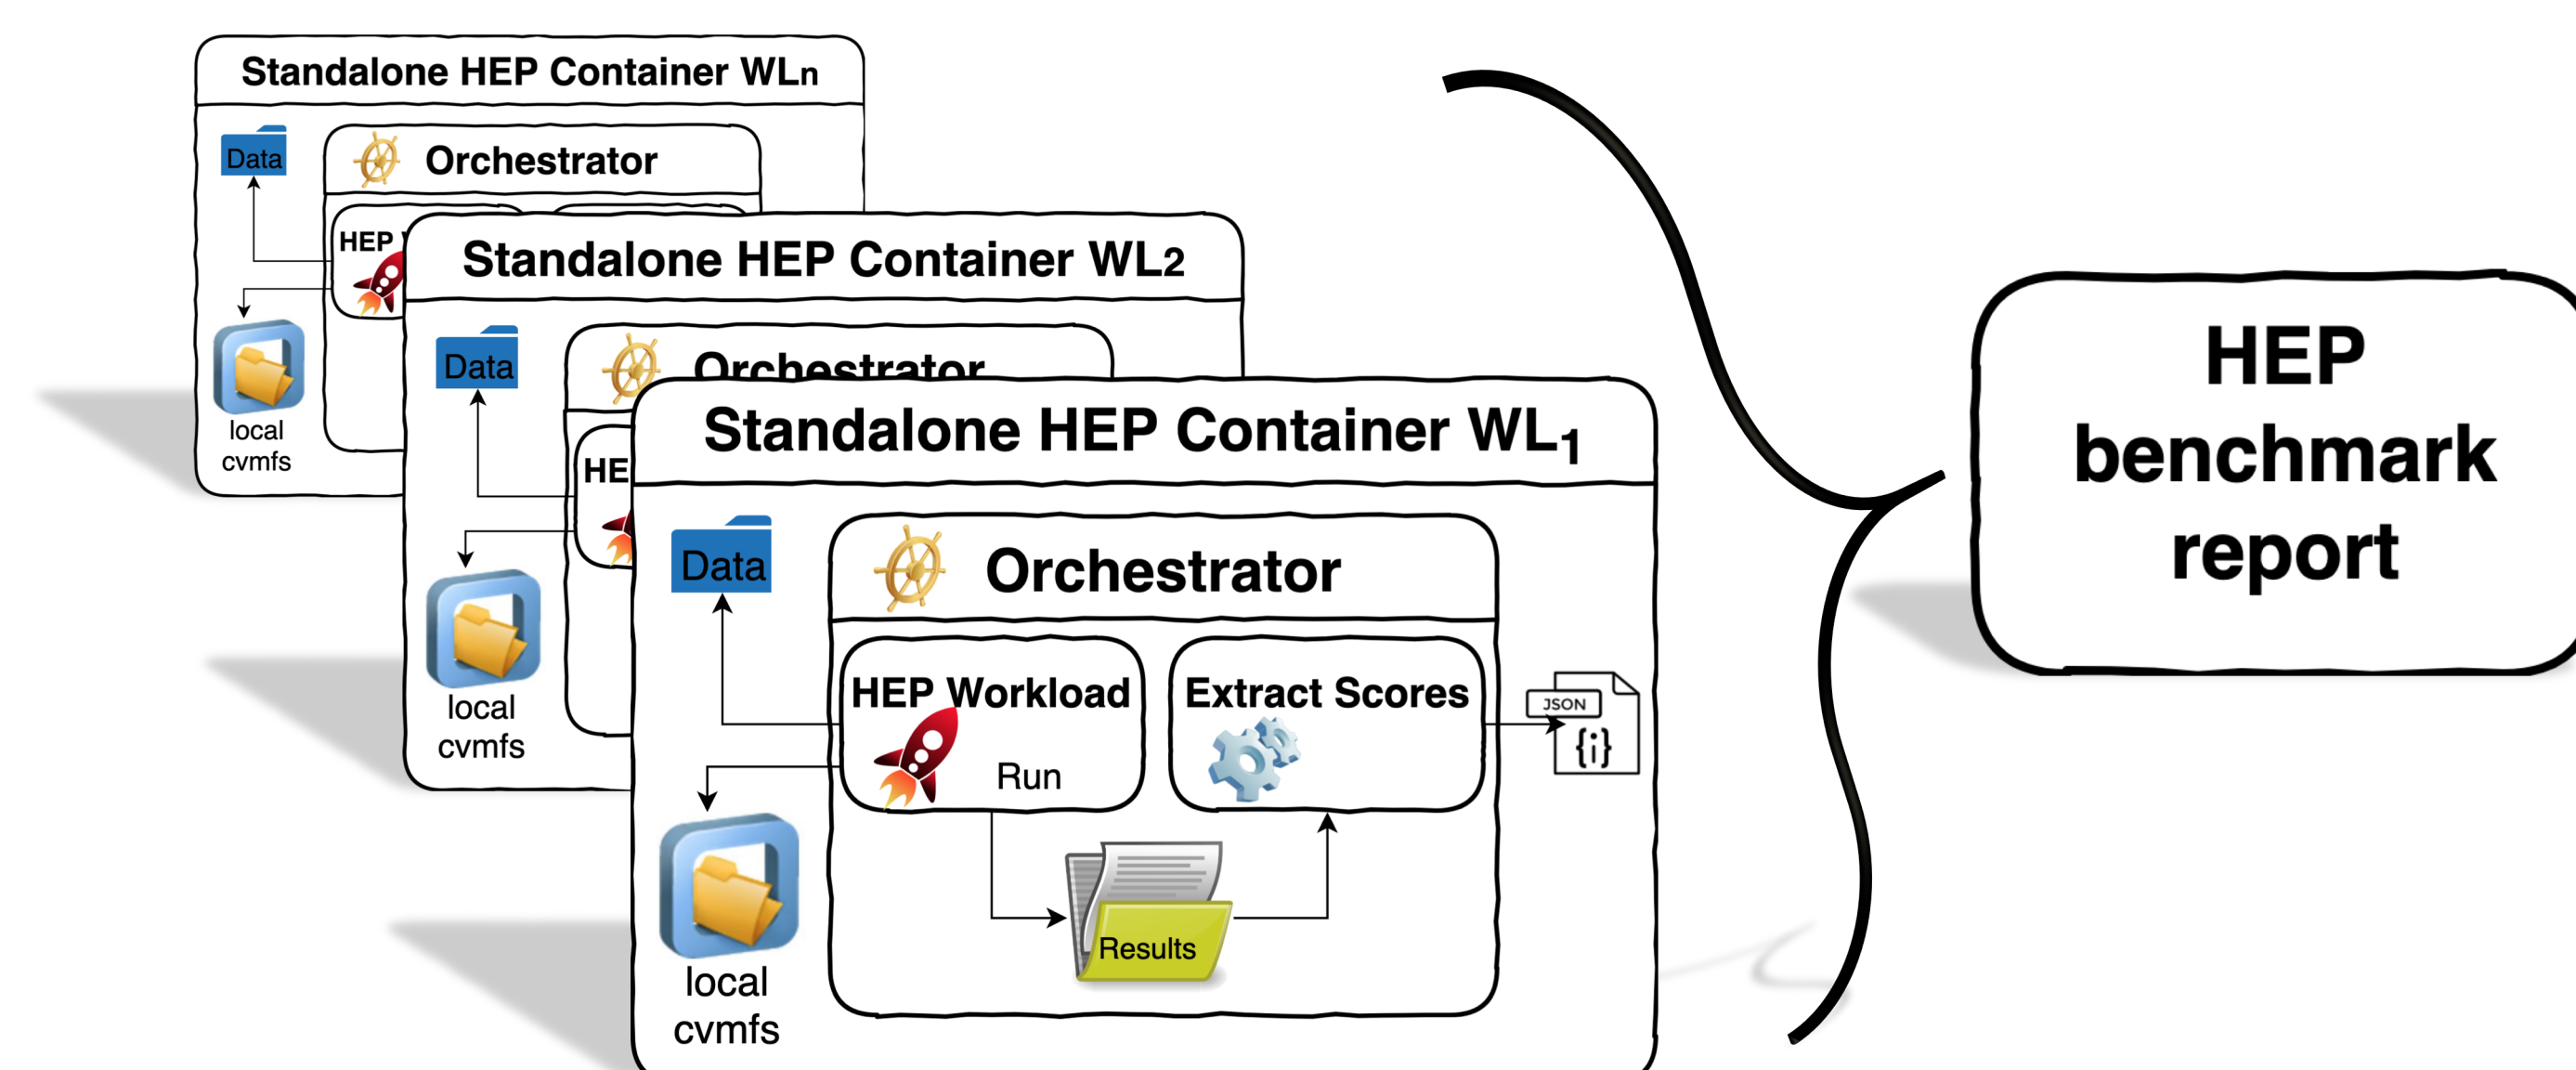 Standalone HEP Container WLn
Data
Orchestrator
HEP
local
cvmfs
Standalone HEP Container WL2
Data
Orchestrator
HE
local
cvmfs
Standalone HEP Container WL1
Data
Orchestrator
HEP Workload
Run
Extract Scores
JSON
{i}
Results
local
cvmfs
HEP
benchmark
report